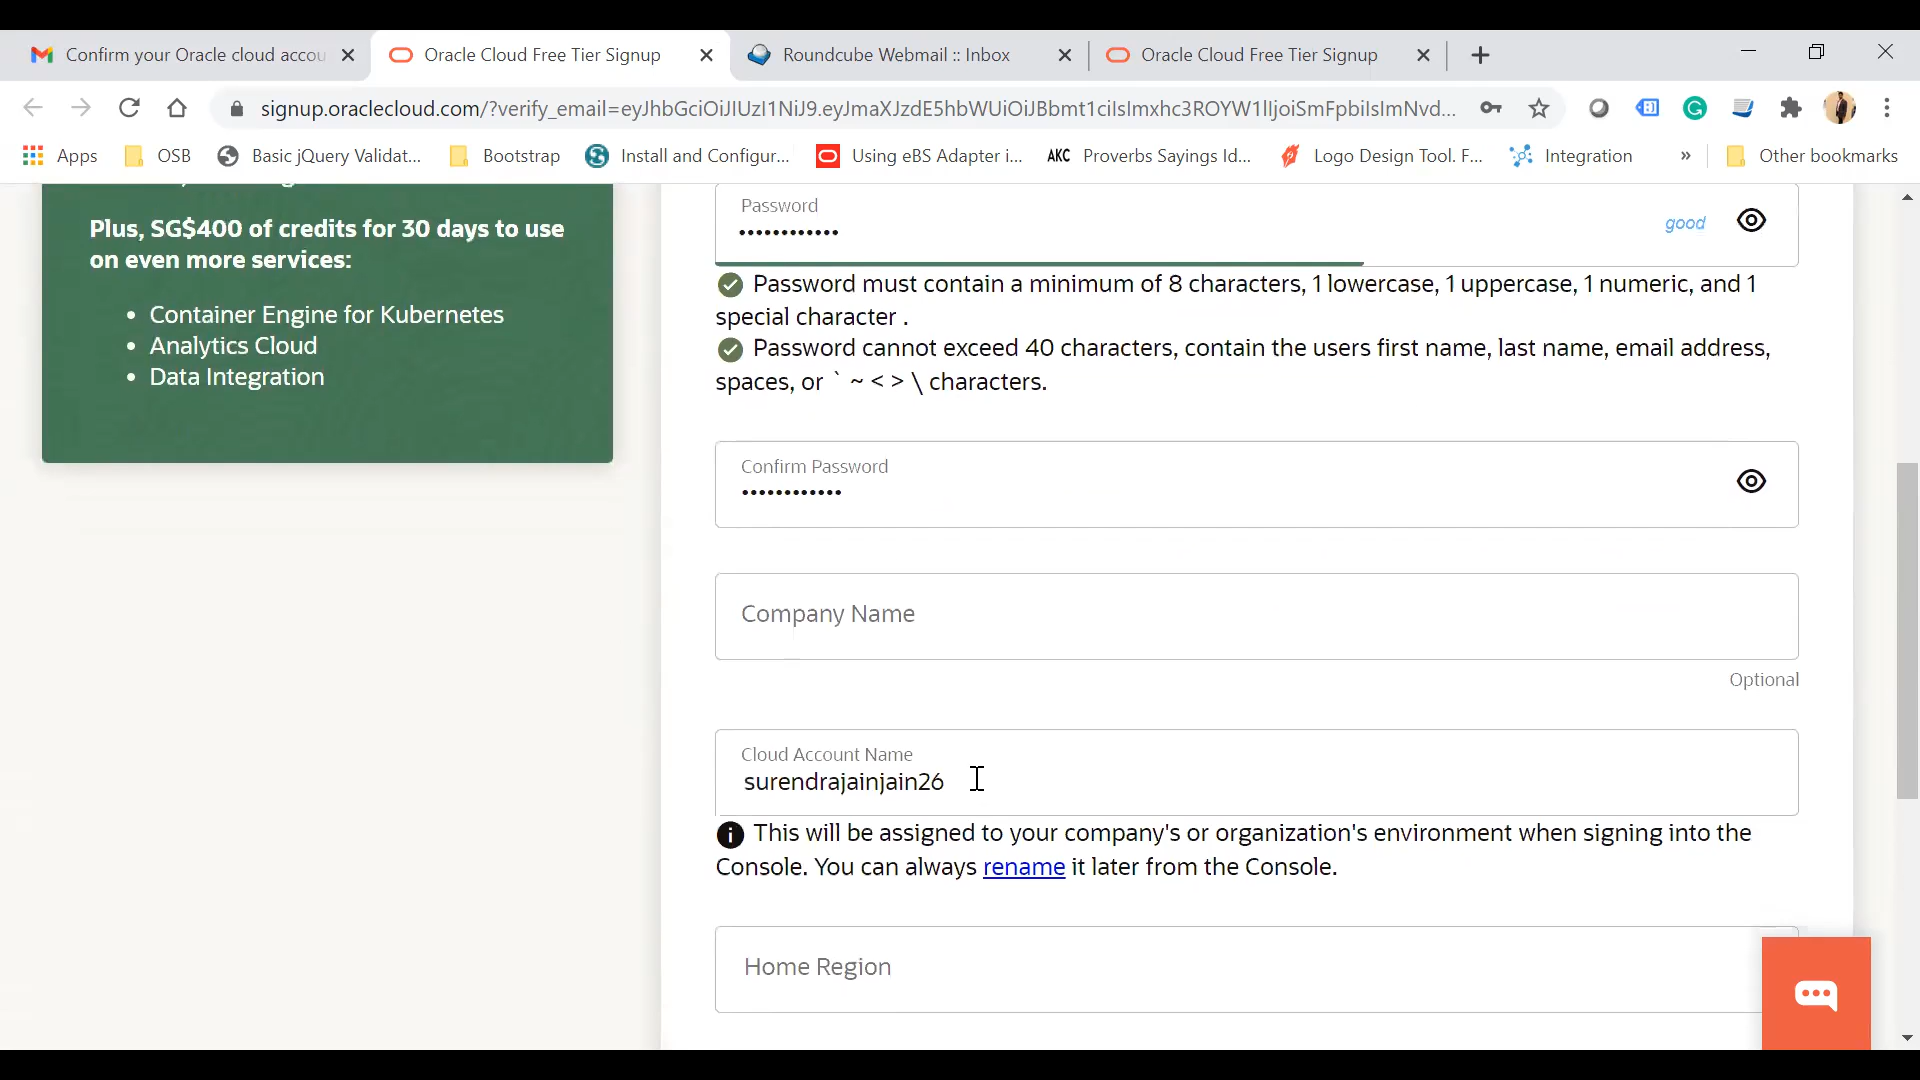 Confirm your Oracle cloud accou
Oracle Cloud Free Tier Signup
Roundcube Webmail :: Inbox
Oracle Cloud Free Tier Signup
signup.oraclecloud.com/?verify_email=eyJhbGciOiJIUzI1NiJ9.eyJmaXJzdE5hbWUiOiJBbmt1ciIsImxhc3ROYW1lIjoiSmFpbiIsImNvd...
Apps
OSB
Basic jQuery Validat...
Bootstrap
Install and Configur...
Using eBS Adapter i...
AKC Proverbs Sayings Id...
Logo Design Tool. F...
Integration
»
Other bookmarks
Plus, SG$400 of credits for 30 days to use
on even more services:
• Container Engine for Kubernetes
• Analytics Cloud
• Data Integration
Password
••••••••••••
good
Password must contain a minimum of 8 characters, 1 lowercase, 1 uppercase, 1 numeric, and 1
special character .
Password cannot exceed 40 characters, contain the users first name, last name, email address,
spaces, or ` ~ < > \ characters.
Confirm Password
••••••••••••
Company Name
Optional
Cloud Account Name
surendrajainjain26
This will be assigned to your company's or organization's environment when signing into the
Console. You can always rename it later from the Console.
Home Region